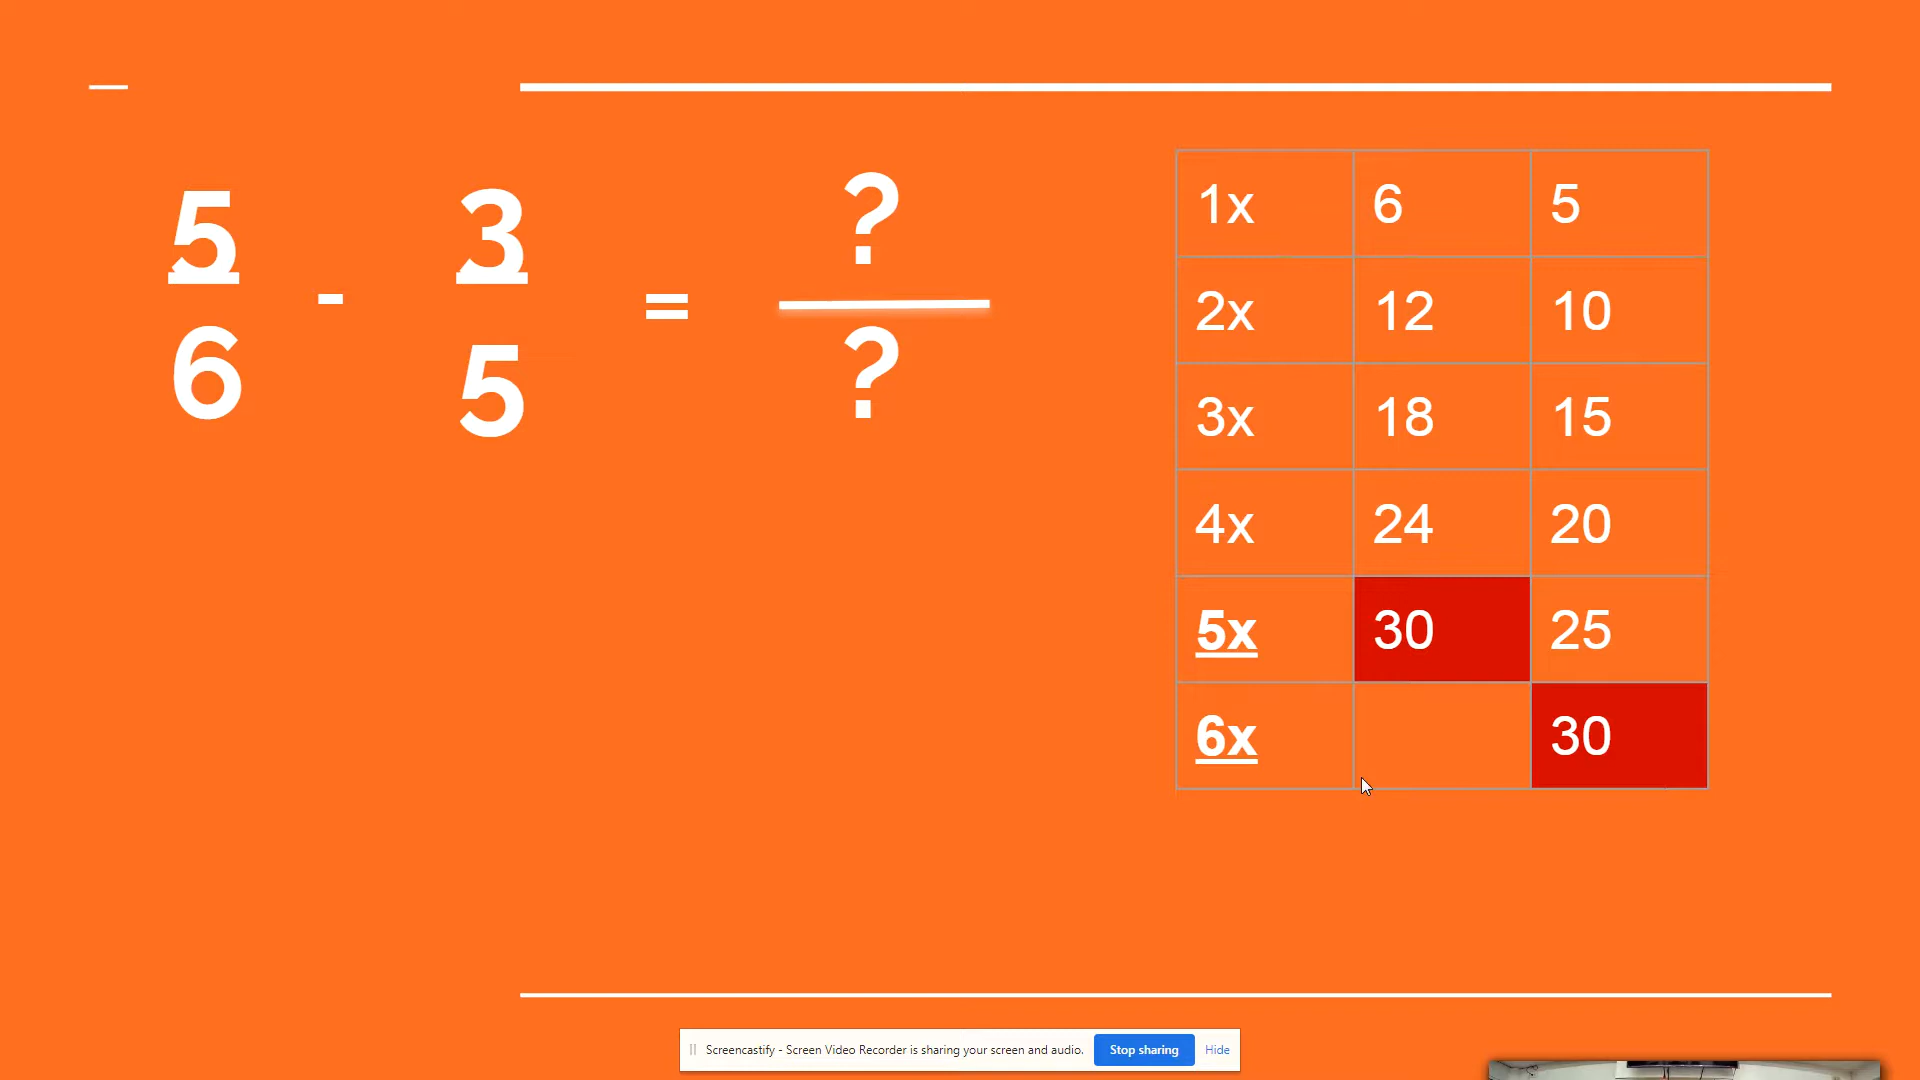 5 - 3 = ?
6 5 ?
1x 6 5
2x 12 10
3x 18 15
4x 24 20
5x 30 25
6x 30
Screencastify - Screen Video Recorder is sharing your screen and audio. Stop sharing Hide